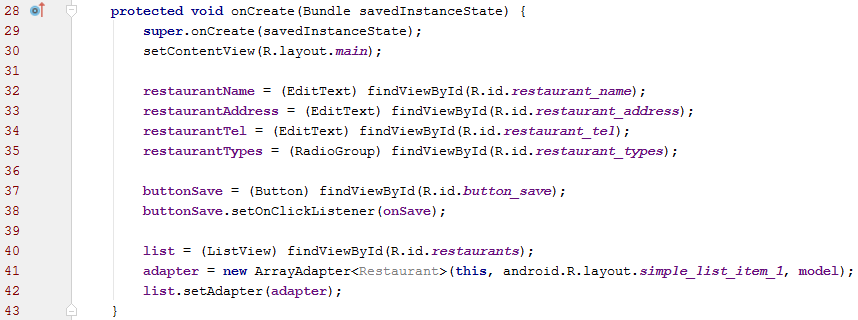 28 protected void onCreate(Bundle savedInstanceState) {
29 super.onCreate(savedInstanceState);
30 setContentView(R.layout.main);
31
32 restaurantName = (EditText) findViewById(R.id.restaurant_name);
33 restaurantAddress = (EditText) findViewById(R.id.restaurant_address);
34 restaurantTel = (EditText) findViewById(R.id.restaurant_tel);
35 restaurantTypes = (RadioGroup) findViewById(R.id.restaurant_types);
36
37 buttonSave = (Button) findViewById(R.id.button_save);
38 buttonSave.setOnClickListener(onSave);
39
40 list = (ListView) findViewById(R.id.restaurants);
41 adapter = new ArrayAdapter<Restaurant>(this, android.R.layout.simple_list_item_1, model);
42 list.setAdapter(adapter);
43 }